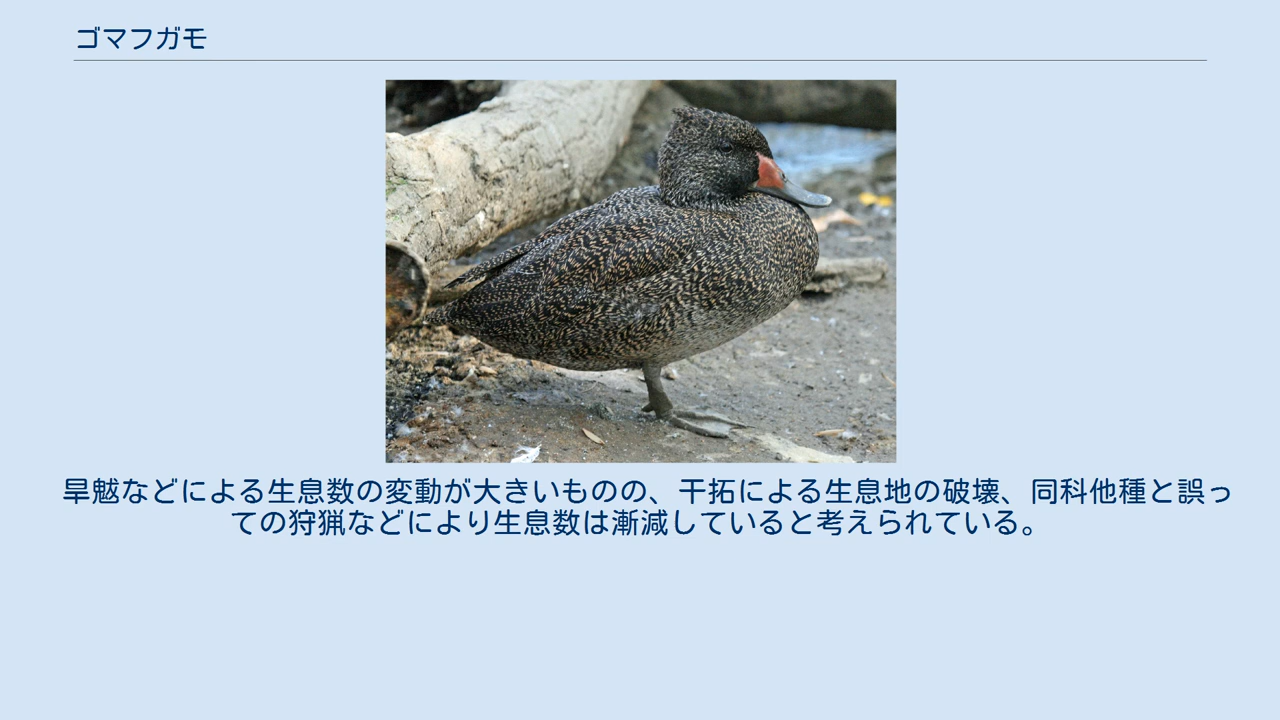 ゴマフガモ
旱魃などによる生息数の変動が大きいものの、干拓による生息地の破壊、同科他種と誤っ
ての狩猟などにより生息数は漸減していると考えられている。